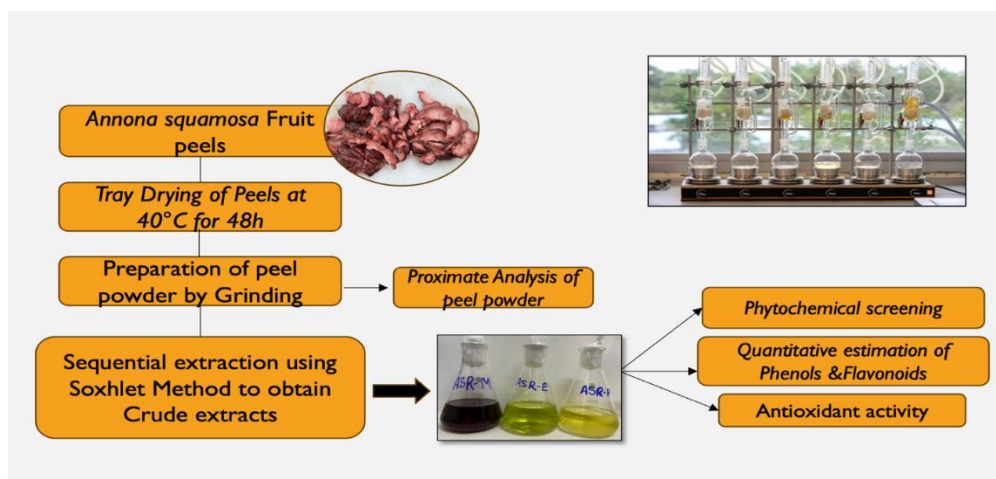 Annona squamosa Fruit
peels
Tray Drying of Peels at
40°C for 48h
Preparation of peel
powder by Grinding
Proximate Analysis of
peel powder
Sequential extraction using
Soxhlet Method to obtain
Crude extracts
ASR-M
ASR-E
Phytochemical screening
Quantitative estimation of
Phenols &Flavonoids
Antioxidant activity